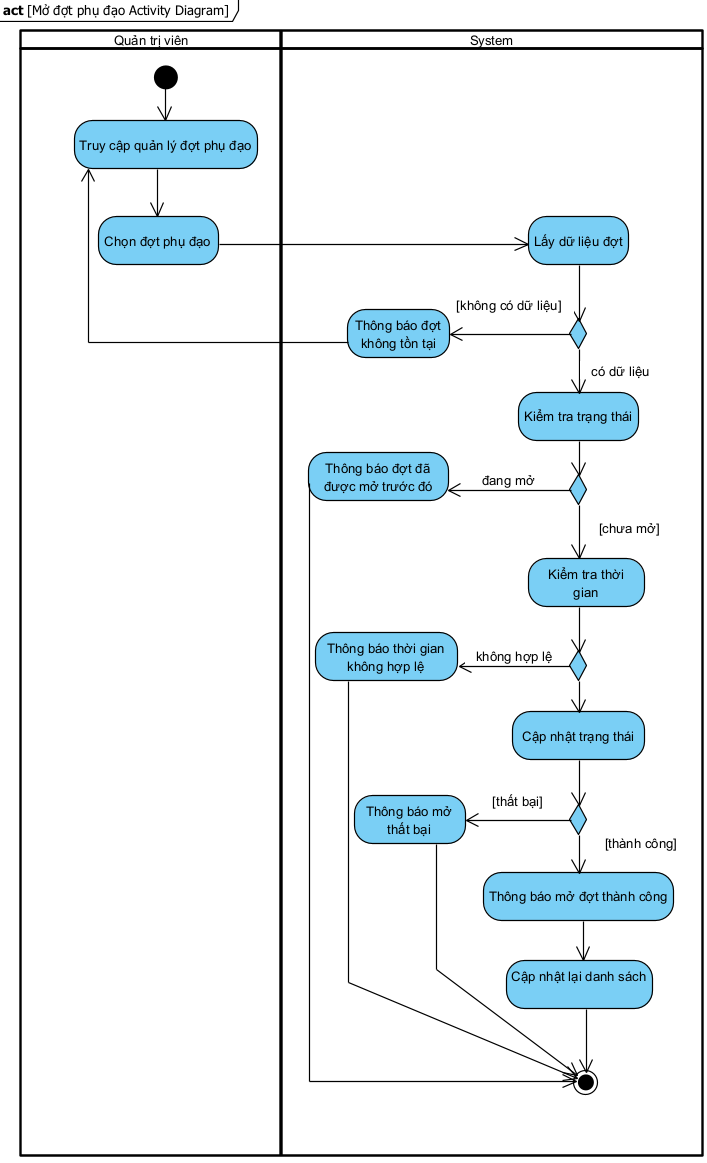 act [Mở đợt phụ đạo Activity Diagram]
Quản trị viên
System
Truy cập quản lý đợt phụ đạo
Chọn đợt phụ đạo
Lấy dữ liệu đợt
[không có dữ liệu]
Thông báo đợt
không tồn tại
có dữ liệu
Kiểm tra trạng thái
Thông báo đợt đã
được mở trước đó
đang mở
[chưa mở]
Kiểm tra thời
gian
Thông báo thời gian
không hợp lệ
không hợp lệ
Cập nhật trạng thái
[thất bại]
Thông báo mở
thất bại
[thành công]
Thông báo mở đợt thành công
Cập nhật lại danh sách